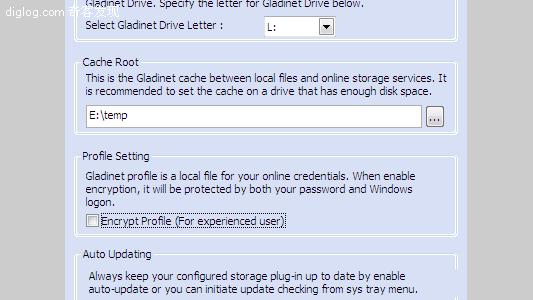 diglog.com 奇客发现
Gladinet Drive. Specify the letter for Gladinet Drive below.
Select Gladinet Drive Letter :
L:
Cache Root
This is the Gladinet cache between local files and online storage services. It
is recommended to set the cache on a drive that has enough disk space.
E:\temp
...
Profile Setting
Gladinet profile is a local file for your online credentials. When enable
encryption, it will be protected by both your password and Windows
logon.
Encrypt Profile (For experienced user)
Auto Updating
Always keep your configured storage plug-in up to date by enable
auto-update or you can initiate update checking from sys tray menu.